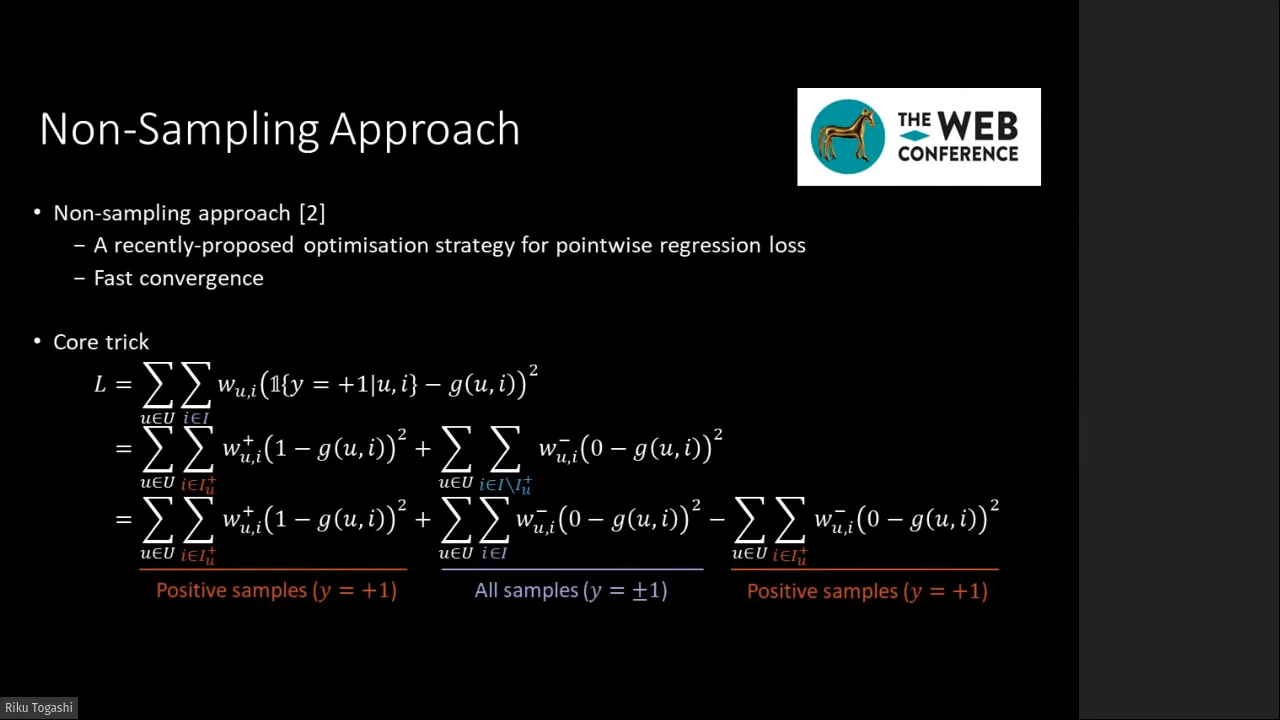 Non-Sampling Approach
THE WEB
CONFERENCE
• Non-sampling approach [2]
– A recently-proposed optimisation strategy for pointwise regression loss
– Fast convergence
• Core trick
L = ∑_{u∈U} ∑_{i∈I} w_{u,i}(𝟙{y = +1|u, i} − g(u, i))^2
= ∑_{u∈U} ∑_{i∈I_u^+} w_{u,i}^+(1 − g(u, i))^2 + ∑_{u∈U} ∑_{i∈I\I_u^+} w_{u,i}^−(0 − g(u, i))^2
= ∑_{u∈U} ∑_{i∈I_u^+} w_{u,i}^+(1 − g(u, i))^2 + ∑_{u∈U} ∑_{i∈I} w_{u,i}^−(0 − g(u, i))^2 − ∑_{u∈U} ∑_{i∈I_u^+} w_{u,i}^−(0 − g(u, i))^2
Positive samples (y = +1) All samples (y = ±1) Positive samples (y = +1)
Riku Togashi